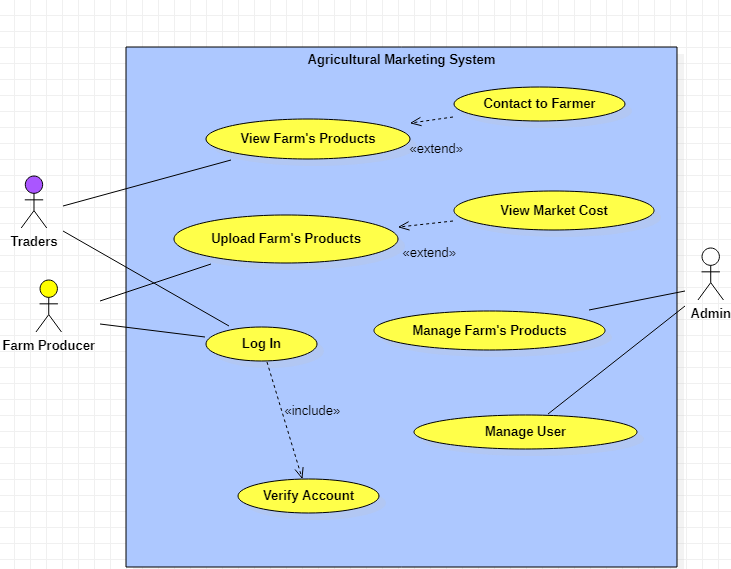 Agricultural Marketing System
Contact to Farmer
View Farm's Products
«extend»
View Market Cost
Upload Farm's Products
«extend»
Traders
Admin
Manage Farm's Products
Farm Producer
Log In
«include»
Manage User
Verify Account